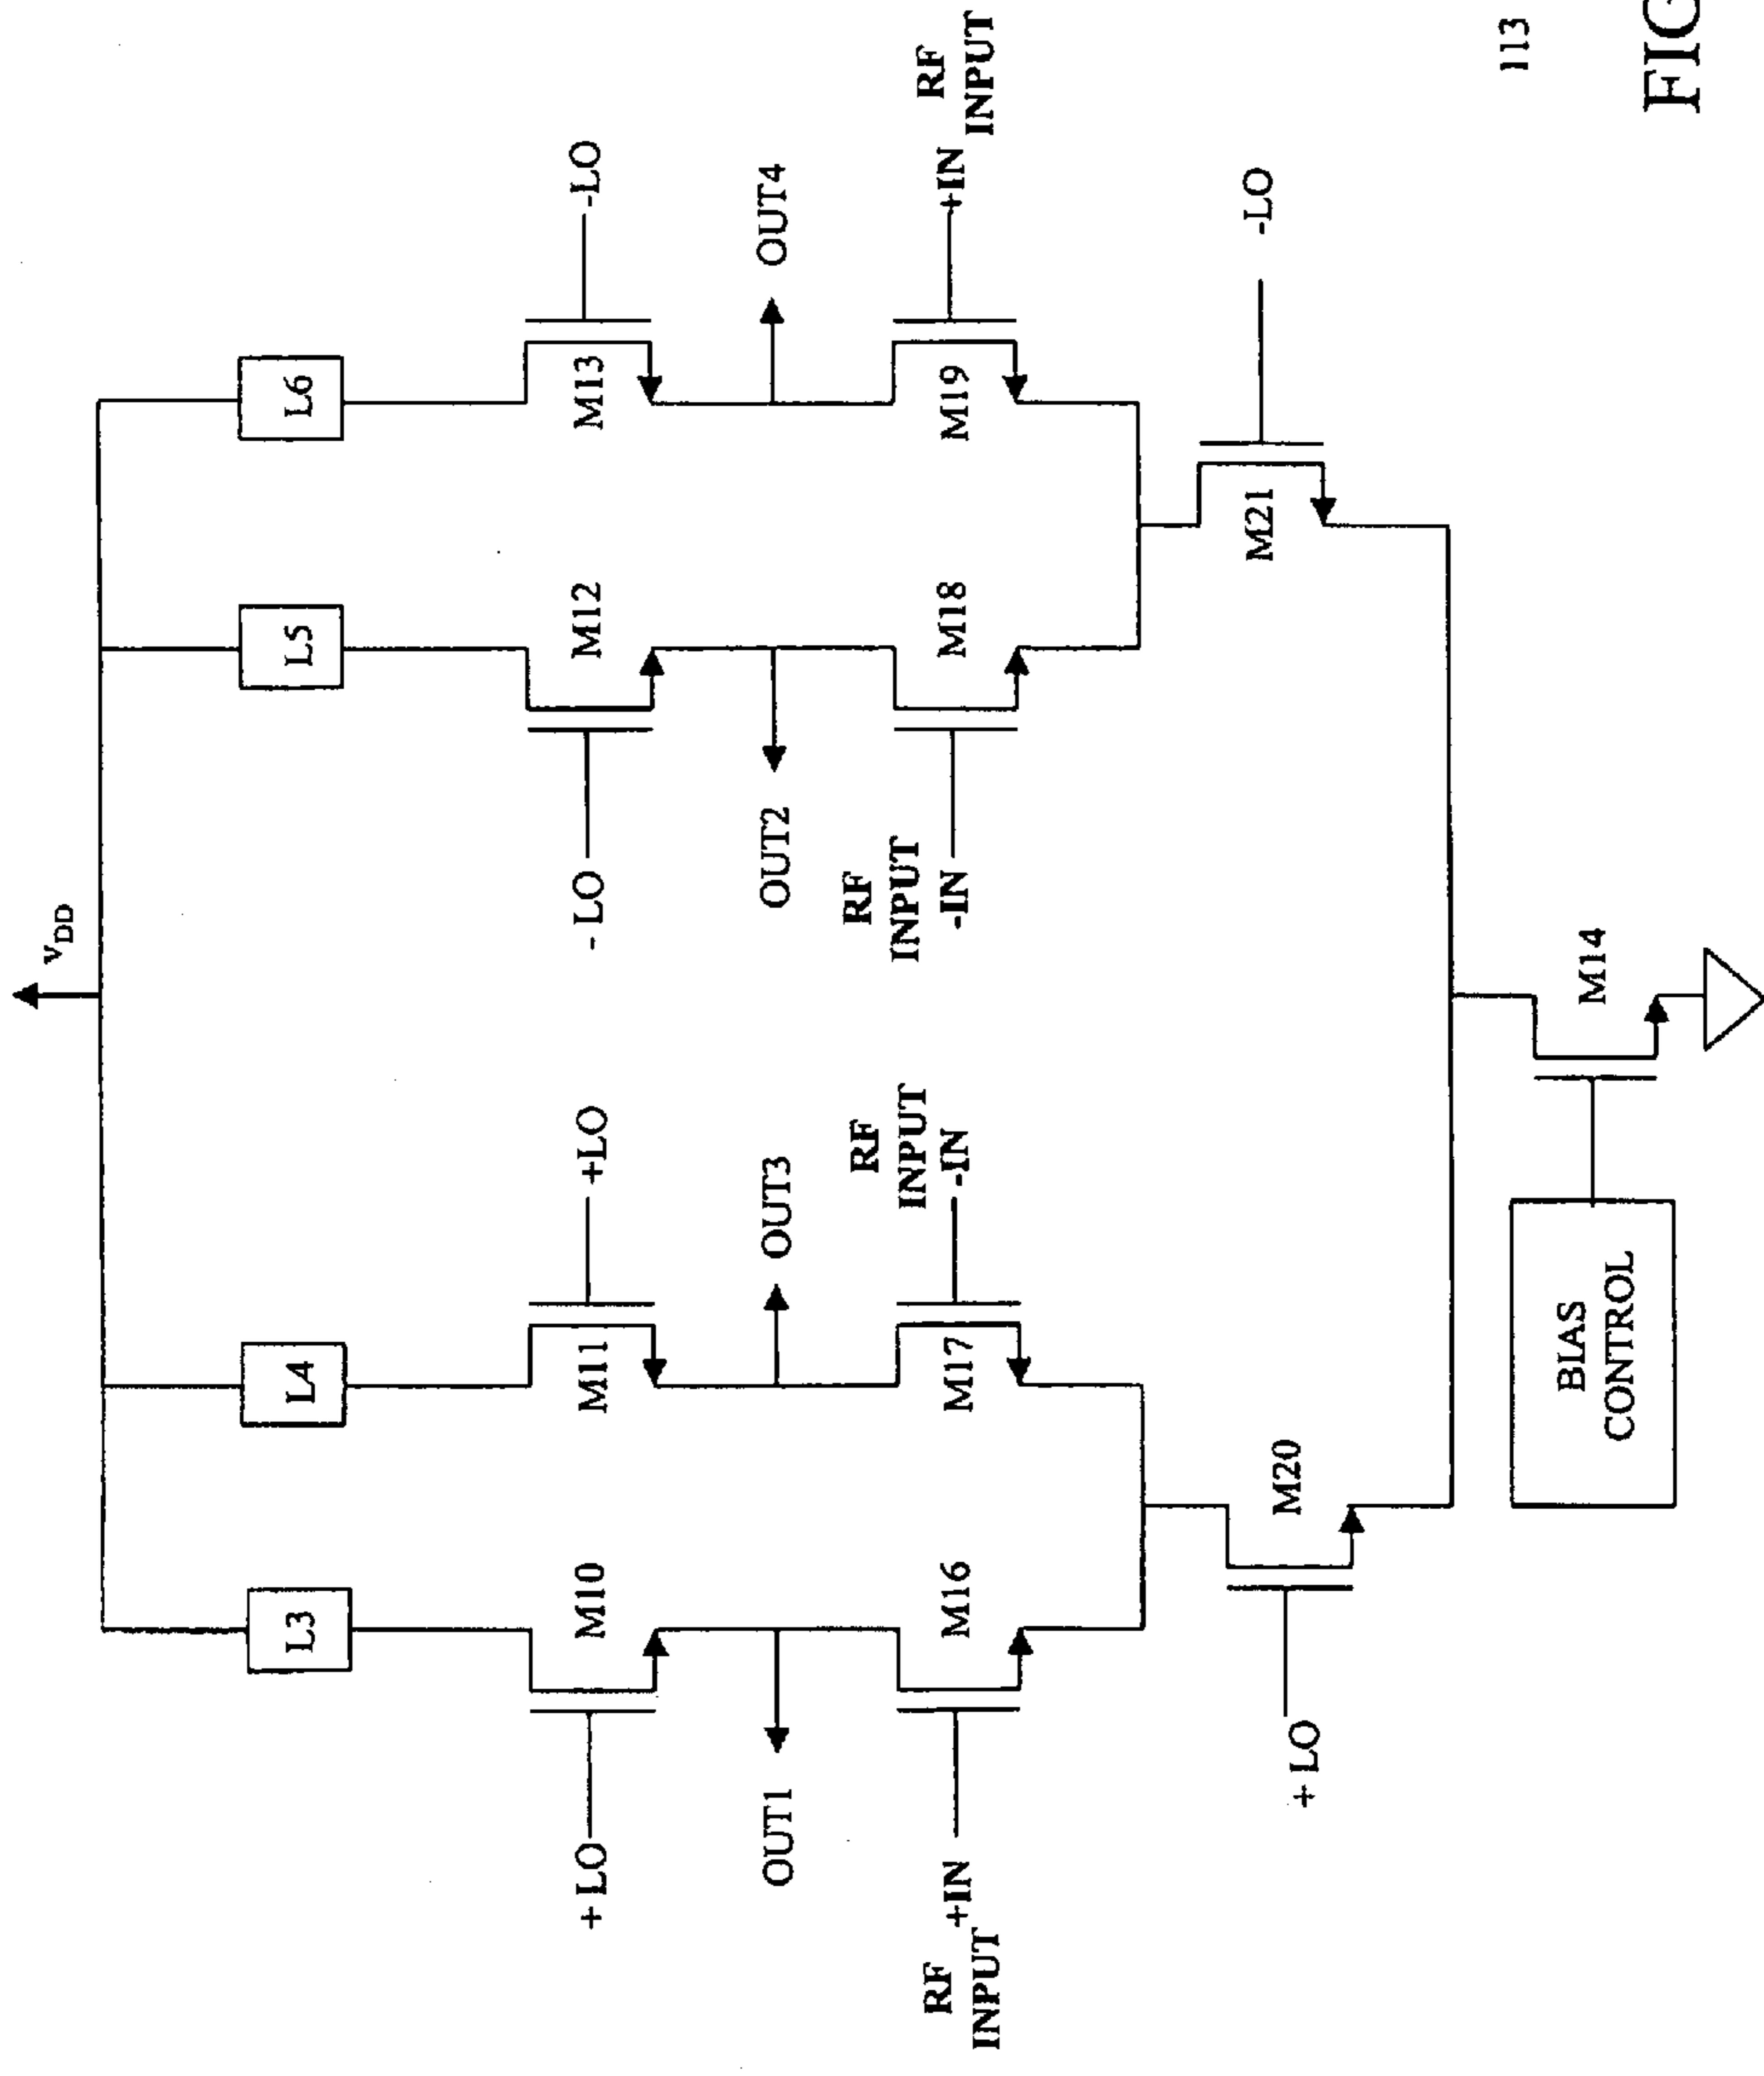 VDD
L3
L4
L5
L6
+ LO
M10
M11
+LO
- LO
M12
M13
-LO
OUT1
OUT3
OUT2
OUT4
RF
INPUT
+IN
M16
M17
RF
INPUT
-IN
RF
INPUT
-IN
M18
M19
+IN
RF
INPUT
+ LO
M20
M21
-LO
BIAS
CONTROL
M14
113
FIG